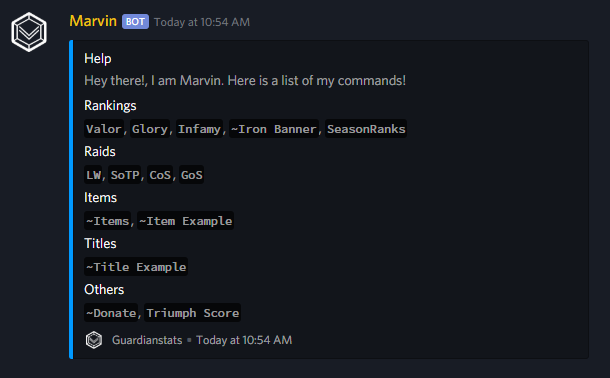 Marvin BOT Today at 10:54 AM
Help
Hey there!, I am Marvin. Here is a list of my commands!
Rankings
Valor, Glory, Infamy, ~Iron Banner, SeasonRanks
Raids
LW, SoTP, CoS, GoS
Items
~Items, ~Item Example
Titles
~Title Example
Others
~Donate, Triumph Score
Guardianstats • Today at 10:54 AM